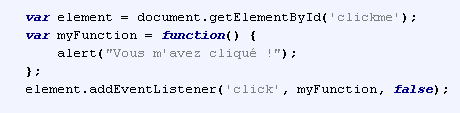 var element = document.getElementById('clickme');
var myFunction = function() {
    alert("Vous m'avez cliqué !");
};
element.addEventListener('click', myFunction, false);